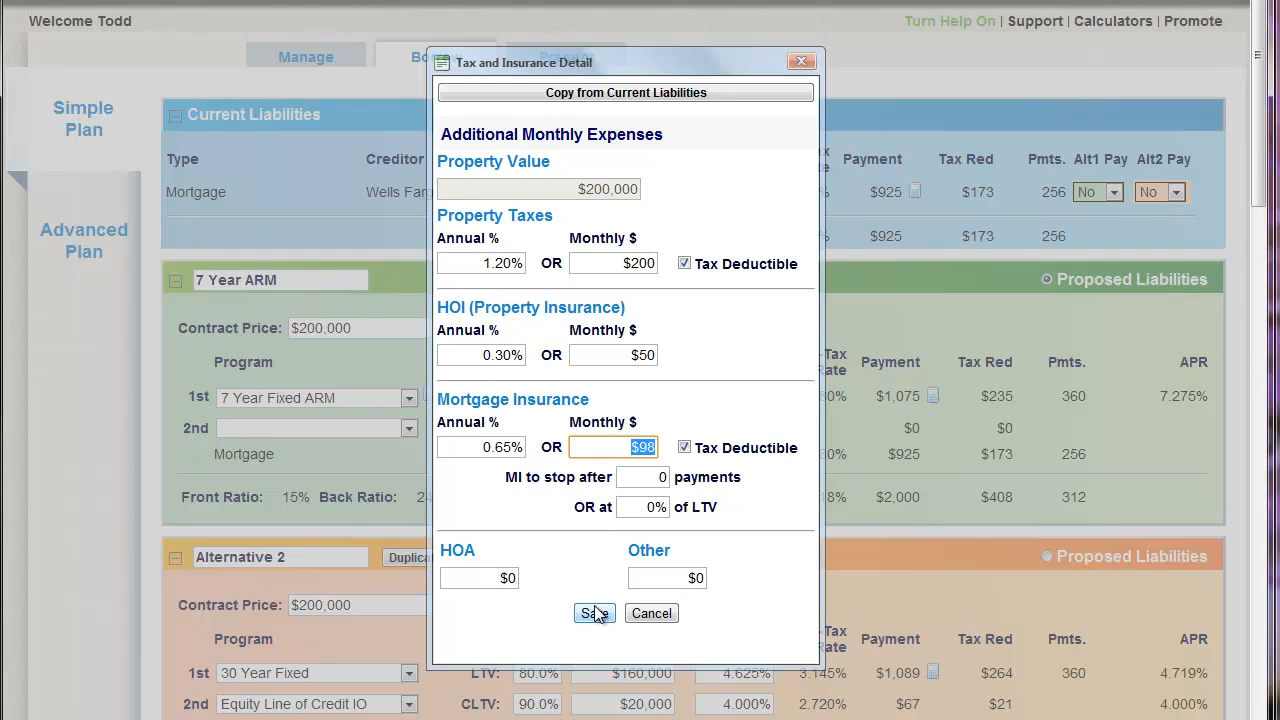 Welcome Todd
Turn Help On | Support | Calculators | Promote
Manage
Tax and Insurance Detail
Copy from Current Liabilities
Simple Plan
Advanced Plan
Current Liabilities
Type Creditor Payment Tax Red Pmts. Alt1 Pay Alt2 Pay
Mortgage Wells $925 $173 256 No No
$925 $173 256
Additional Monthly Expenses
Property Value
$200,000
Property Taxes
Annual % Monthly $
1.20% OR $200 Tax Deductible
HOI (Property Insurance)
Annual % Monthly $
0.30% OR $50
Mortgage Insurance
Annual % Monthly $
0.65% OR $98 Tax Deductible
MI to stop after 0 payments
OR at 0% of LTV
HOA Other
$0 $0
Save Cancel
7 Year ARM Proposed Liabilities
Contract Price: $200,000
Program Payment Tax Red Pmts. APR
1st 7 Year Fixed ARM $1,075 $235 360 7.275%
2nd $0 $0
Mortgage $925 $173 256
Front Ratio: 15% Back Ratio: $2,000 $408 312
Alternative 2 Proposed Liabilities
Contract Price: $200,000
Program Payment Tax Red Pmts. APR
1st 30 Year Fixed LTV: 80.0% $160,000 4.625% 3.145% $1,089 $264 360 4.719%
2nd Equity Line of Credit IO CLTV: 90.0% $20,000 4.000% 2.720% $67 $21 4.000%